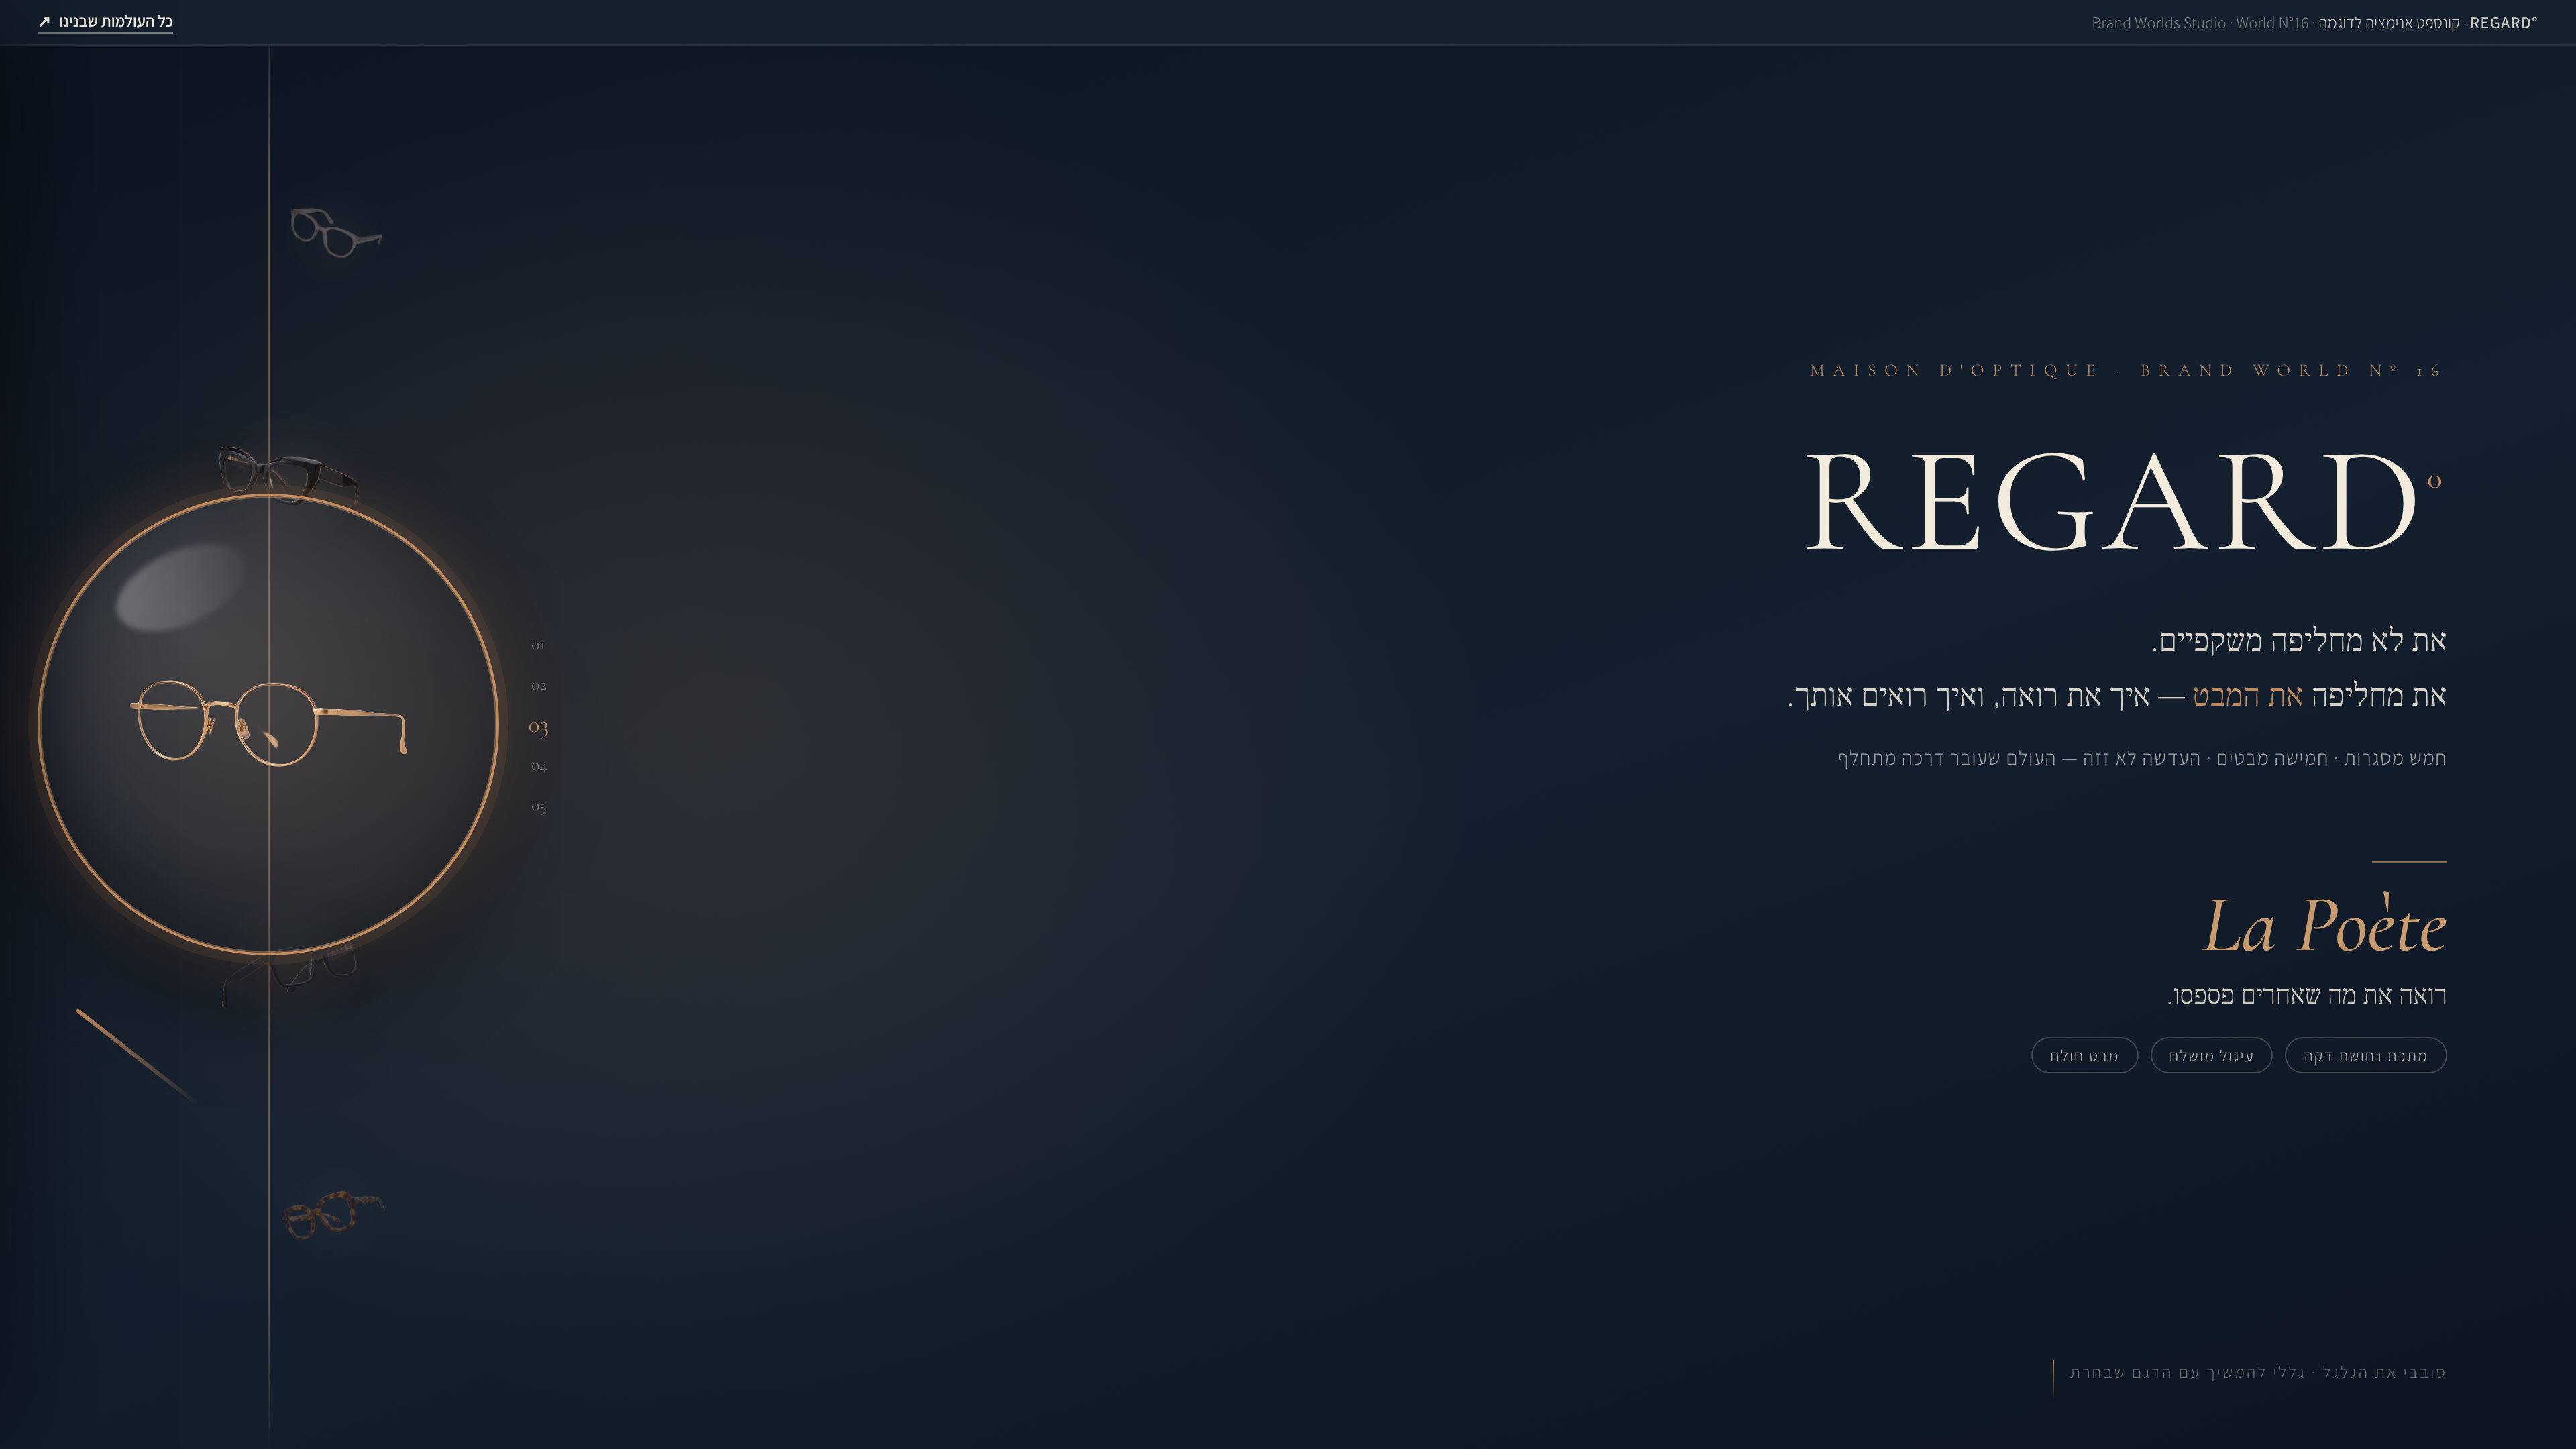 REGARD° · קונספט אנימציה לדוגמה · Brand Worlds Studio · World N°16
כל העולמות שבנינו ↗
MAISON D'OPTIQUE · BRAND WORLD Nº 16
REGARD°
את לא מחליפה משקפיים.
את מחליפה את המבט — איך את רואה, ואיך רואים אותך.
חמש מסגרות · חמישה מבטים · העדשה לא זזה — העולם שעובר דרכה מתחלף
La Poète
רואה את מה שאחרים פספסו.
מתכת נחושת דקה
עיגול מושלם
מבט חולם
01
02
03
04
05
סובבי את הגלגל · גללי להמשיך עם הדגם שבחרת